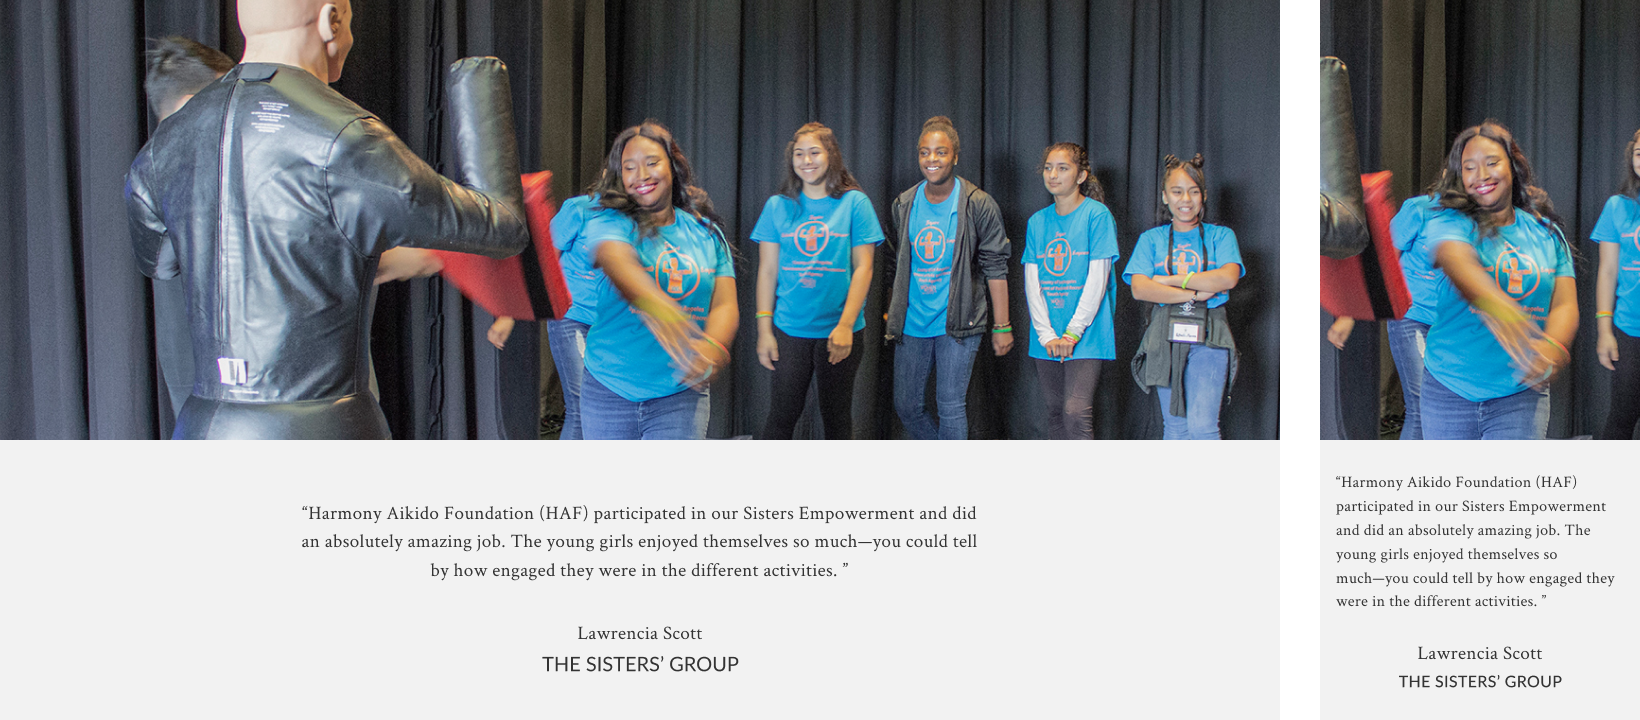 “Harmony Aikido Foundation (HAF) participated in our Sisters Empowerment and did
an absolutely amazing job. The young girls enjoyed themselves so much—you could tell
by how engaged they were in the different activities. ”
Lawrencia Scott
THE SISTERS’ GROUP
“Harmony Aikido Foundation (HAF)
participated in our Sisters Empowerment
and did an absolutely amazing job. The
young girls enjoyed themselves so
much—you could tell by how engaged they
were in the different activities. ”
Lawrencia Scott
THE SISTERS’ GROUP